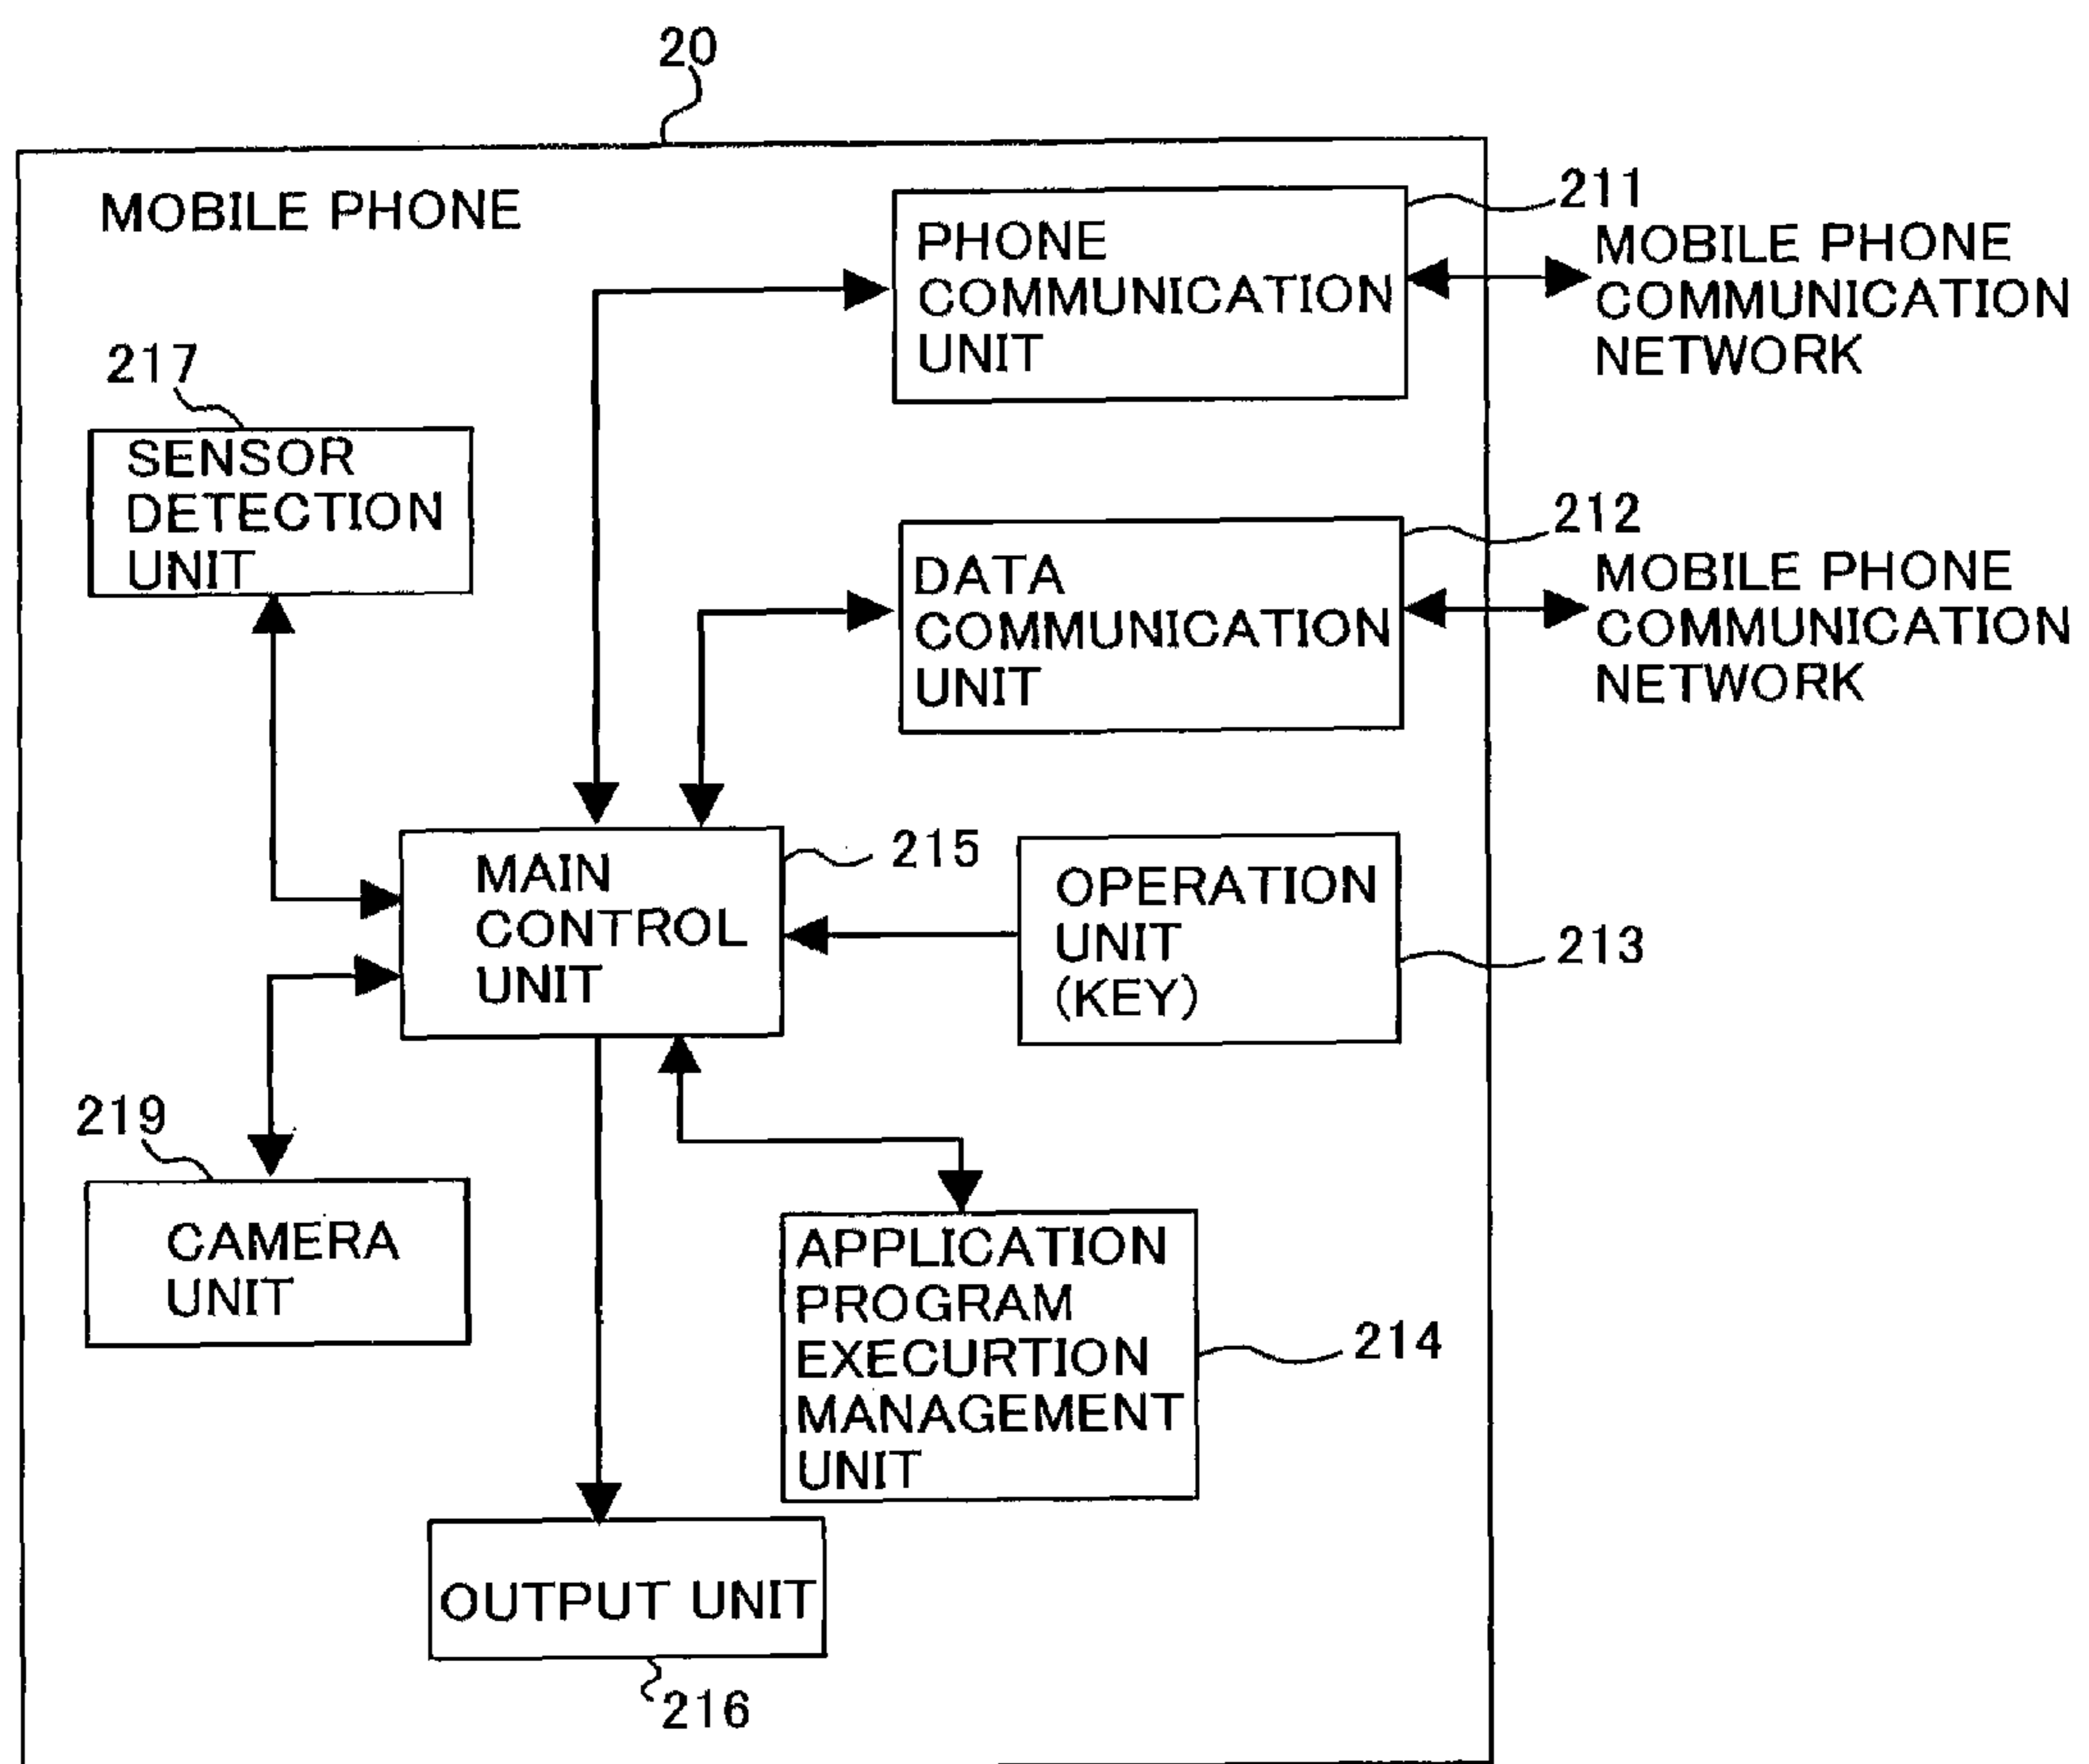 20
MOBILE PHONE
211
PHONE
COMMUNICATION
UNIT
MOBILE PHONE
COMMUNICATION
NETWORK
217
SENSOR
DETECTION
UNIT
212
DATA
COMMUNICATION
UNIT
MOBILE PHONE
COMMUNICATION
NETWORK
MAIN
CONTROL
UNIT
215
OPERATION
UNIT
(KEY)
213
219
CAMERA
UNIT
APPLICATION
PROGRAM
EXECURTION
MANAGEMENT
UNIT
214
OUTPUT UNIT
216